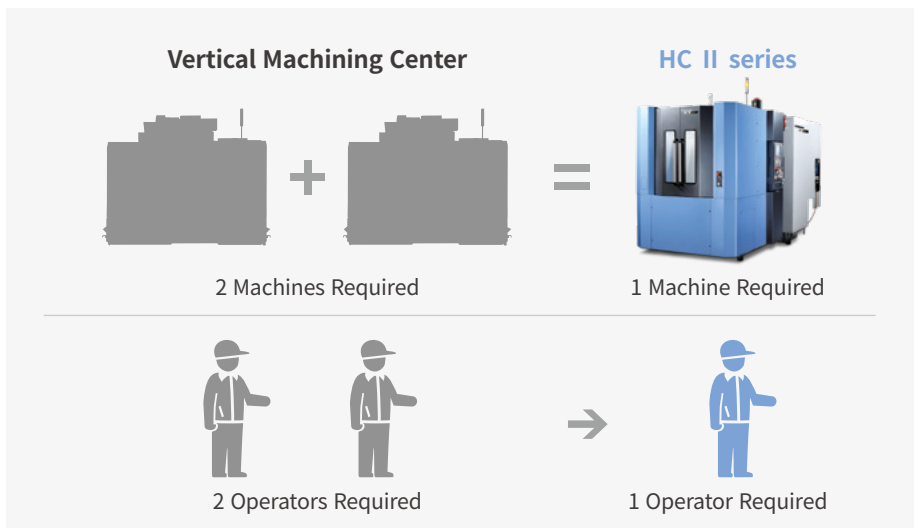 Vertical Machining Center
HC II series
2 Machines Required
1 Machine Required
2 Operators Required
1 Operator Required